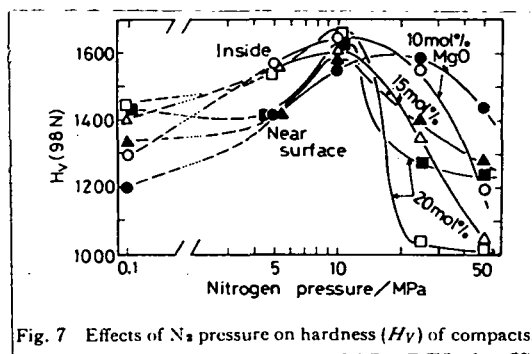 10mol%
MgO
Inside
15mol%
Near
surface
20mol%
1600
1400
1200
1000
Hv (98N)
0.1
5
10
50
Nitrogen pressure/MPa
Fig. 7 Effects of N₂ pressure on hardness (HV) of compacts